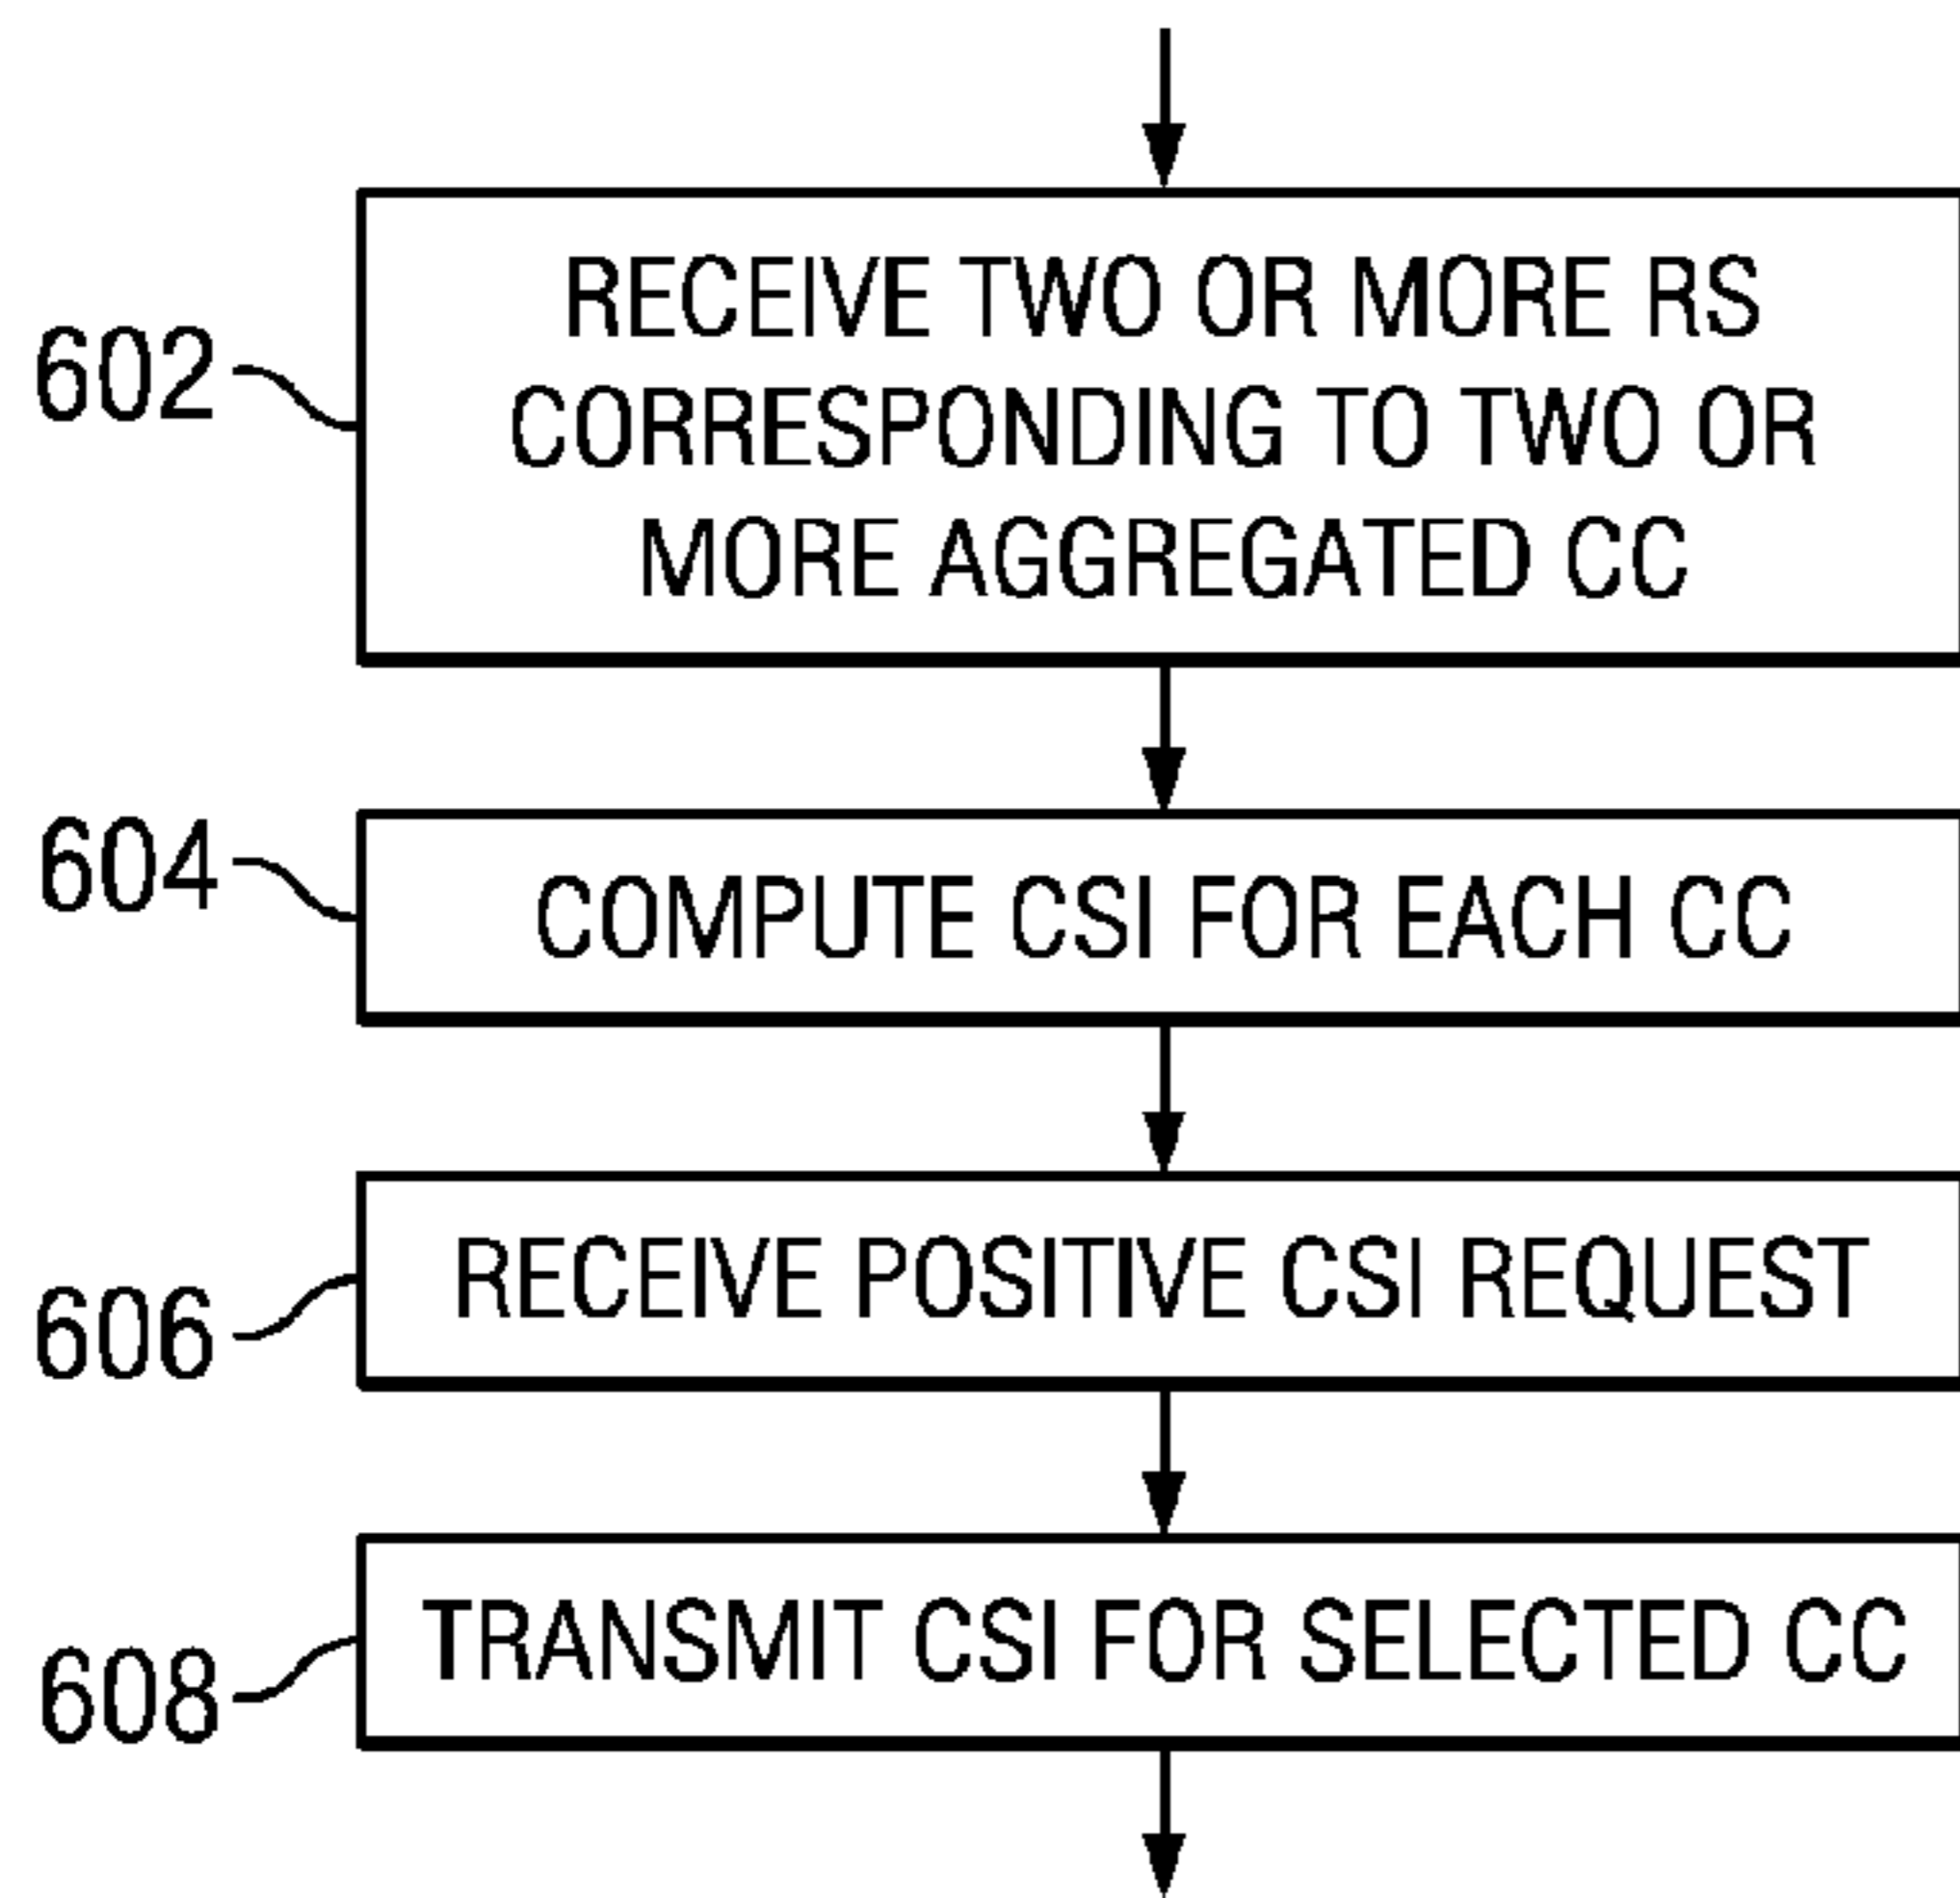 602
RECEIVE TWO OR MORE RS
CORRESPONDING TO TWO OR
MORE AGGREGATED CC
604
COMPUTE CSI FOR EACH CC
606
RECEIVE POSITIVE CSI REQUEST
608
TRANSMIT CSI FOR SELECTED CC